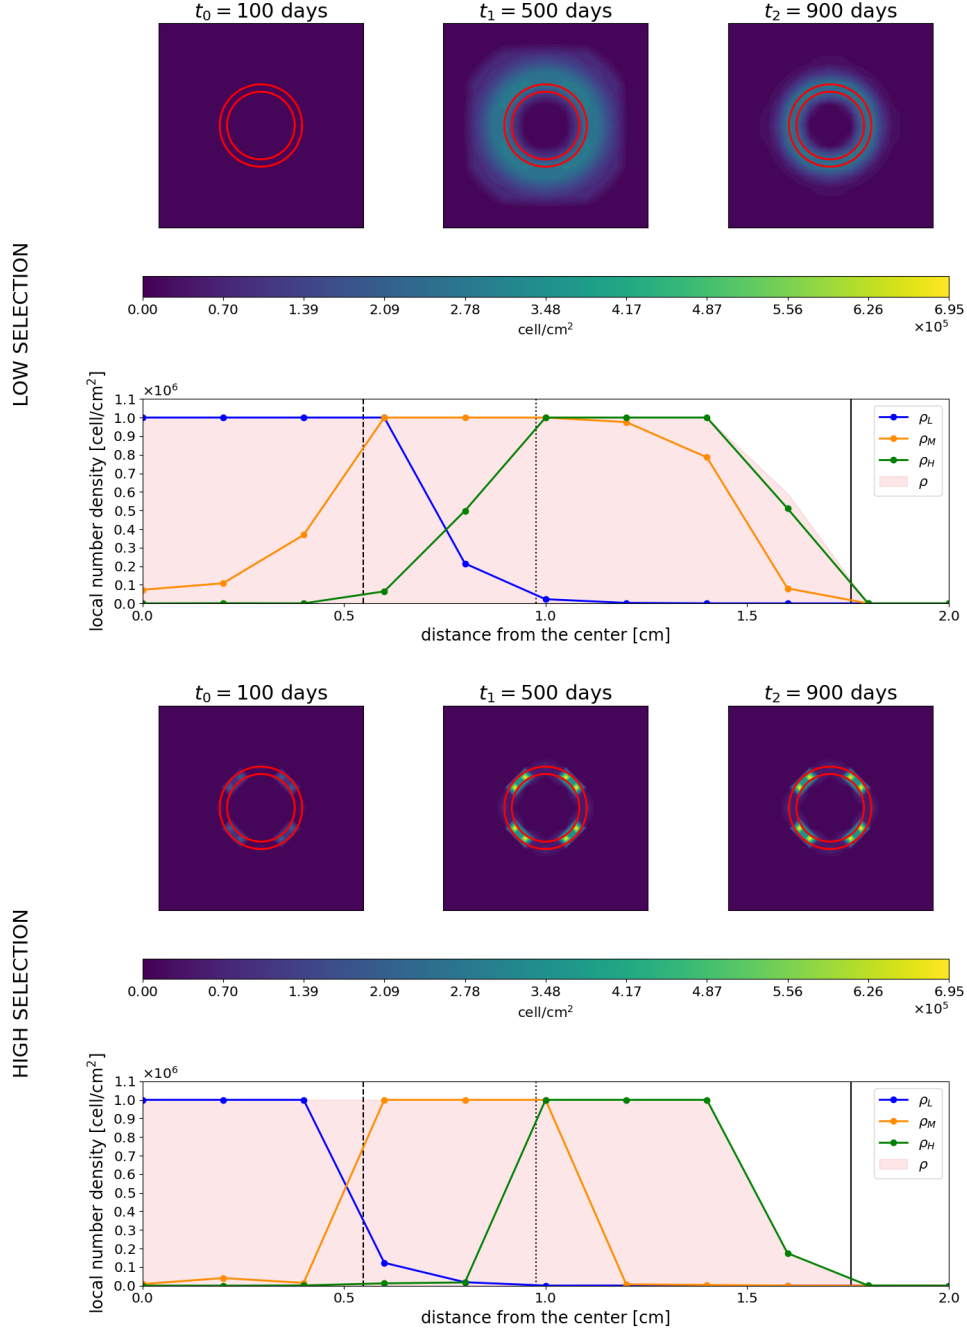 LOW SELECTION
t₀ = 100 days
t₁ = 500 days
t₂ = 900 days
0.00 0.70 1.39 2.09 2.78 3.48 4.17 4.87 5.56 6.26 6.95
×10⁵
cell/cm²
×10⁶
local number density [cell/cm²]
1.1
1.0
0.9
0.8
0.7
0.6
0.5
0.4
0.3
0.2
0.1
0.0
ρ_L
ρ_M
ρ_H
ρ
0.0 0.5 1.0 1.5 2.0
distance from the center [cm]
HIGH SELECTION
t₀ = 100 days
t₁ = 500 days
t₂ = 900 days
0.00 0.70 1.39 2.09 2.78 3.48 4.17 4.87 5.56 6.26 6.95
×10⁵
cell/cm²
×10⁶
local number density [cell/cm²]
1.1
1.0
0.9
0.8
0.7
0.6
0.5
0.4
0.3
0.2
0.1
0.0
ρ_L
ρ_M
ρ_H
ρ
0.0 0.5 1.0 1.5 2.0
distance from the center [cm]